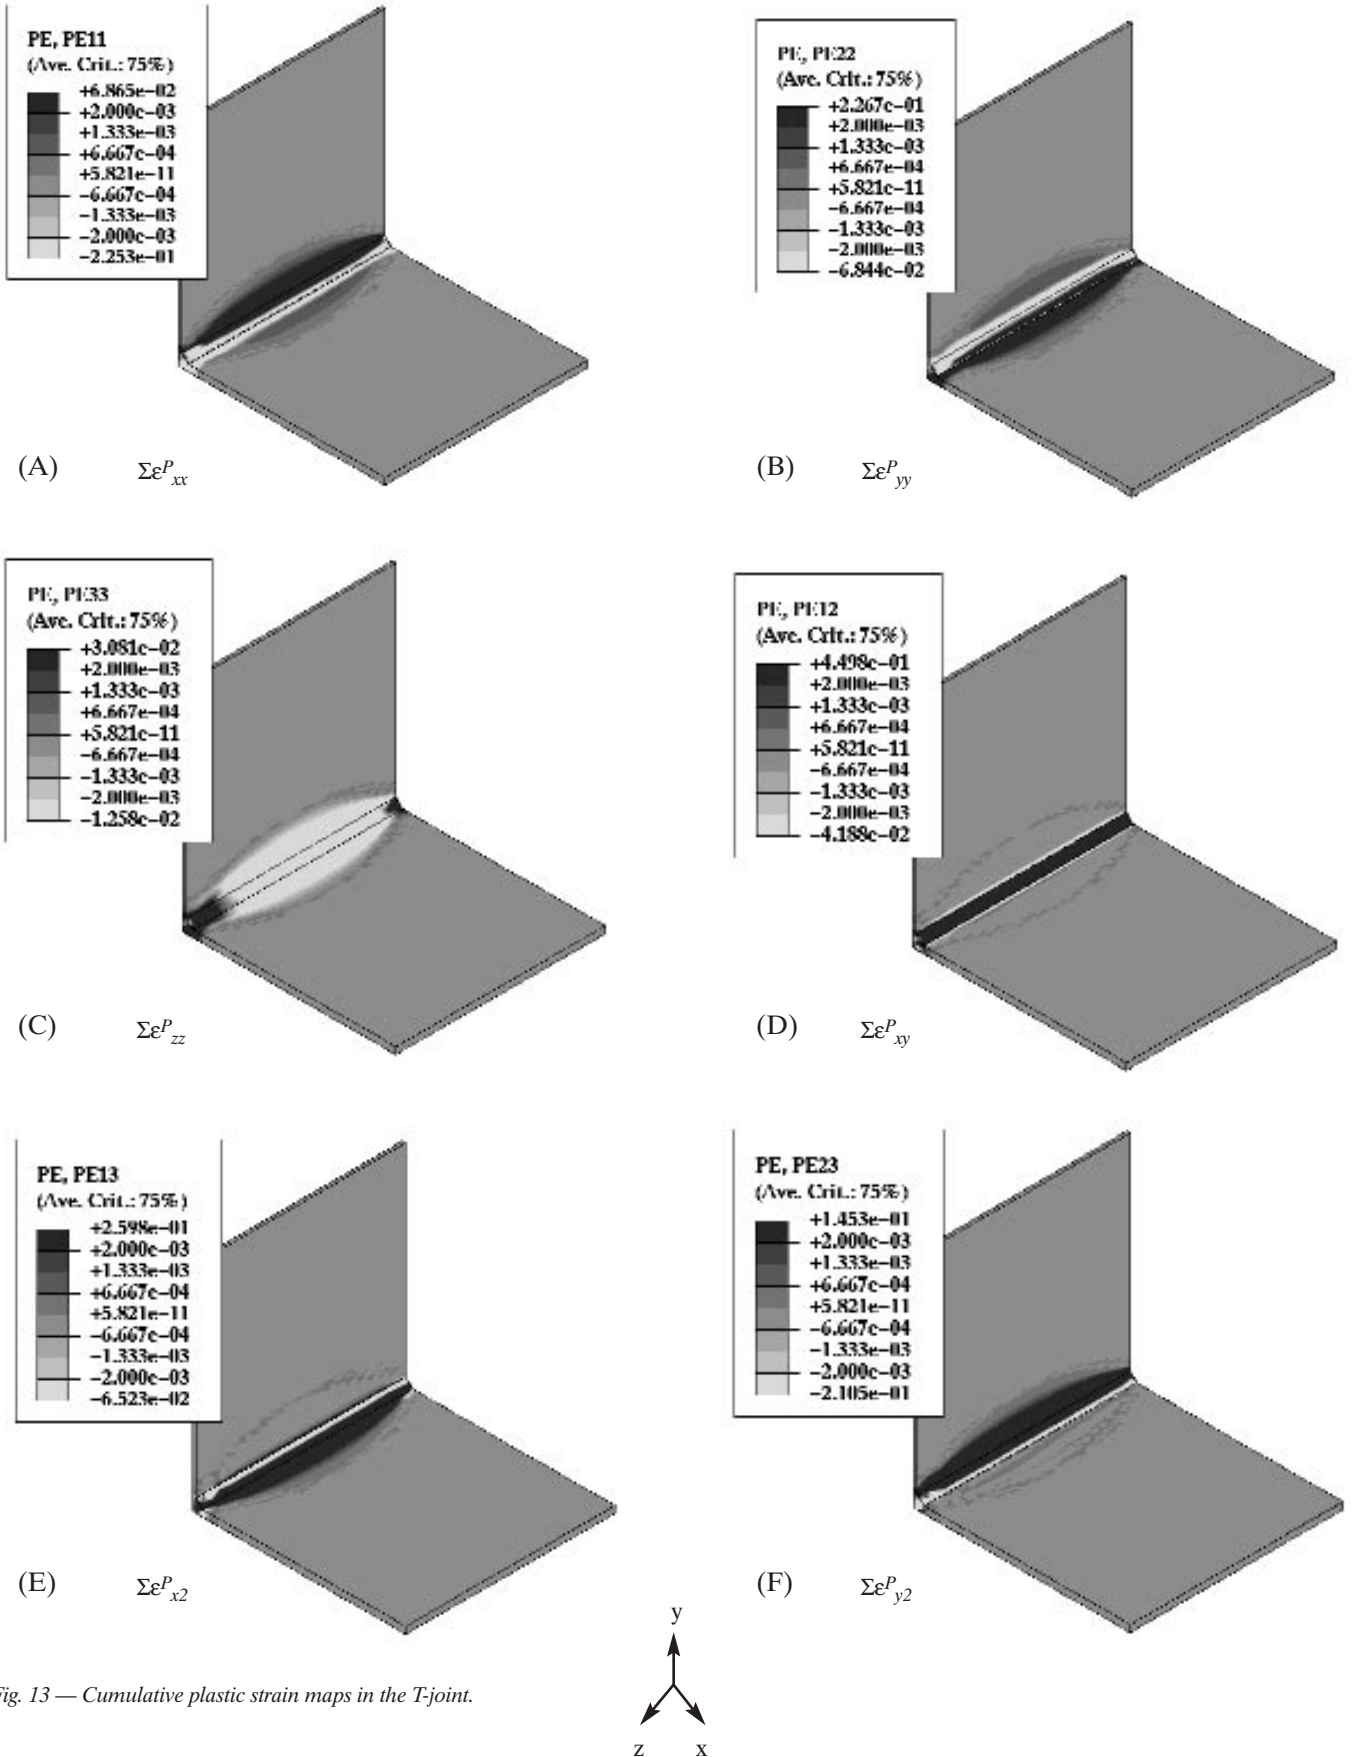 PE, PE11
(Ave. Crit.: 75%)
+6.865e-02
+2.000e-03
+1.333e-03
+6.667e-04
+5.821e-11
-6.667e-04
-1.333e-03
-2.000e-03
-2.253e-01
(A) Σε^P_xx
PE, PE22
(Ave. Crit.: 75%)
+2.267e-01
+2.000e-03
+1.333e-03
+6.667e-04
+5.821e-11
-6.667e-04
-1.333e-03
-2.000e-03
-6.844e-02
(B) Σε^P_yy
PE, PE33
(Ave. Crit.: 75%)
+3.081e-02
+2.000e-03
+1.333e-03
+6.667e-04
+5.821e-11
-6.667e-04
-1.333e-03
-2.000e-03
-1.258e-02
(C) Σε^P_zz
PE, PE12
(Ave. Crit.: 75%)
+4.498e-01
+2.000e-03
+1.333e-03
+6.667e-04
+5.821e-11
-6.667e-04
-1.333e-03
-2.000e-03
-4.188e-02
(D) Σε^P_xy
PE, PE13
(Ave. Crit.: 75%)
+2.598e-01
+2.000e-03
+1.333e-03
+6.667e-04
+5.821e-11
-6.667e-04
-1.333e-03
-2.000e-03
-6.523e-02
(E) Σε^P_x2
PE, PE23
(Ave. Crit.: 75%)
+1.453e-01
+2.000e-03
+1.333e-03
+6.667e-04
+5.821e-11
-6.667e-04
-1.333e-03
-2.000e-03
-2.105e-01
(F) Σε^P_y2
y
z x
ig. 13 — Cumulative plastic strain maps in the T-joint.